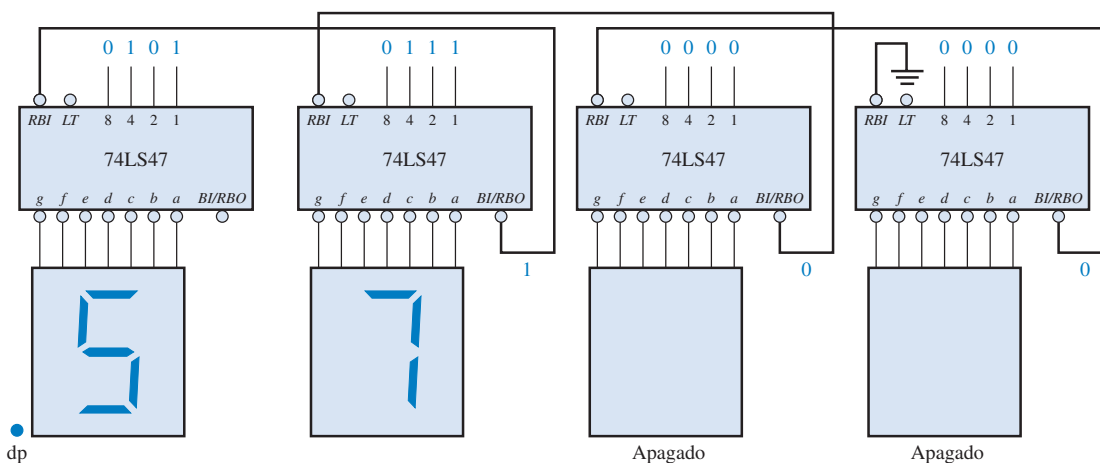 0 1 0 1 0 1 1 1 0 0 0 0 0 0 0 0
RBI LT 8 4 2 1 RBI LT 8 4 2 1 RBI LT 8 4 2 1 RBI LT 8 4 2 1
74LS47 74LS47 74LS47 74LS47
g f e d c b a BI/RBO g f e d c b a BI/RBO g f e d c b a BI/RBO g f e d c b a BI/RBO
1 0 0
5 7
dp Apagado Apagado